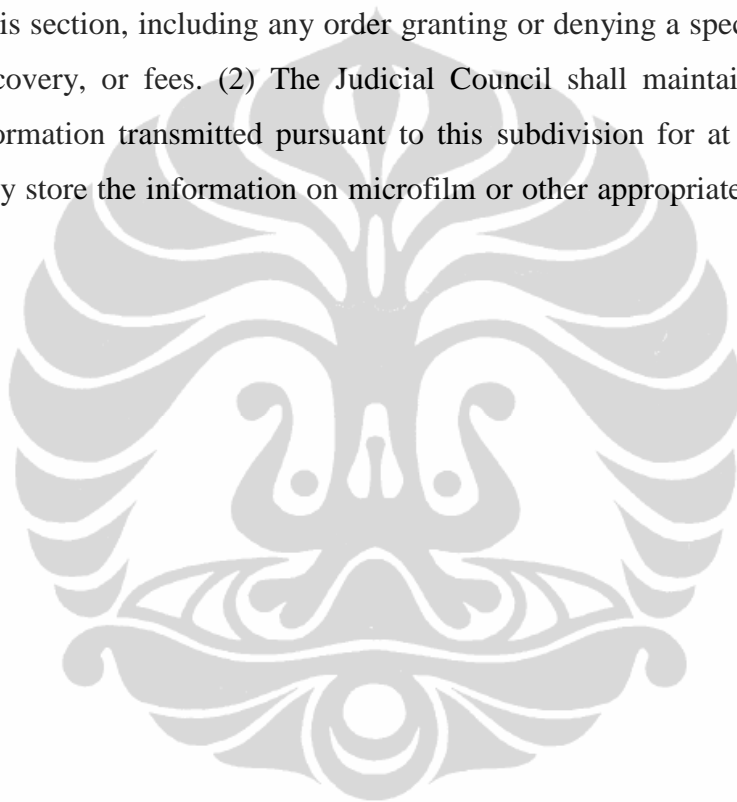 is section, including any order granting or denying a spec
covery, or fees. (2) The Judicial Council shall maintai
formation transmitted pursuant to this subdivision for at
y store the information on microfilm or other appropriate